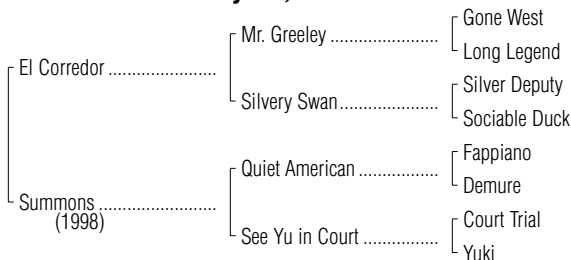 Gone West
Mr. Greeley ........................
Long Legend
El Corredor ........................
Silver Deputy
Silvery Swan......................
Sociable Duck
Fappiano
Quiet American .................
Demure
Summons ..........................
(1998)
Court Trial
See Yu in Court ................
Yuki